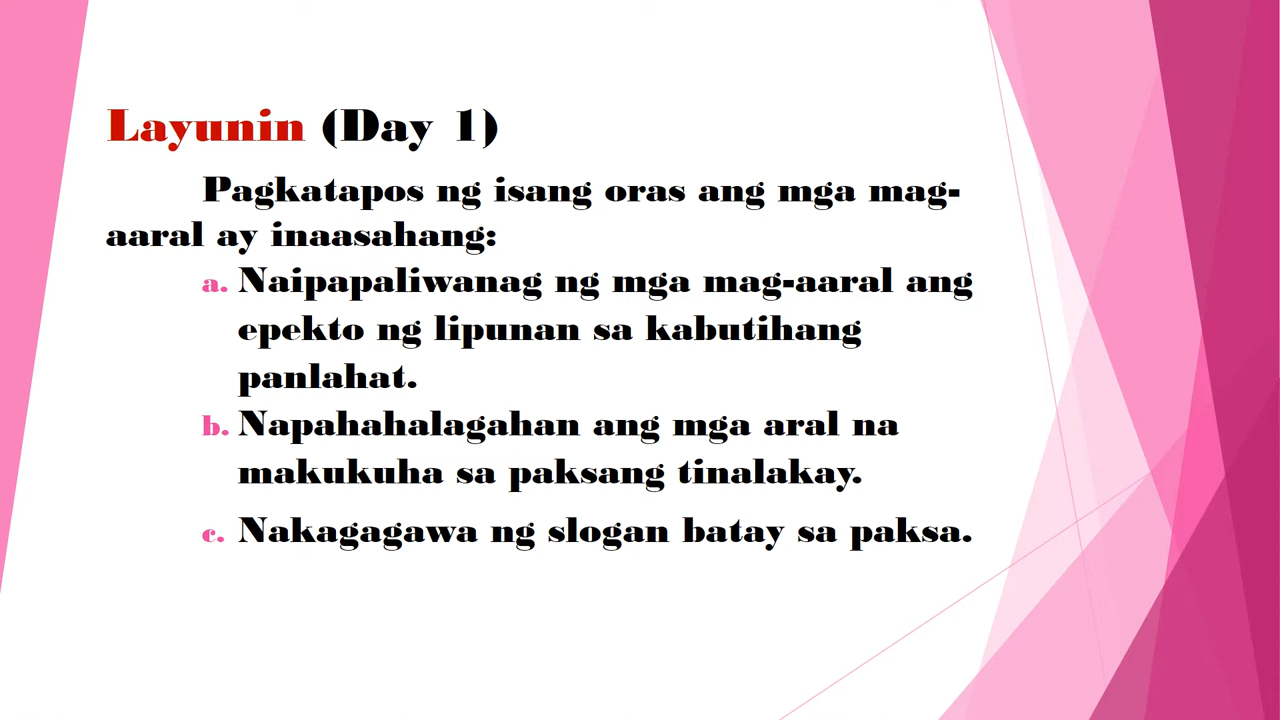 Layunin (Day 1)
Pagkatapos ng isang oras ang mga mag-
aaral ay inaasahang:
a. Naipapaliwanag ng mga mag-aaral ang
epekto ng lipunan sa kabutihang
panlahat.
b. Napahahalagahan ang mga aral na
makukuha sa paksang tinalakay.
c. Nakagagawa ng slogan batay sa paksa.